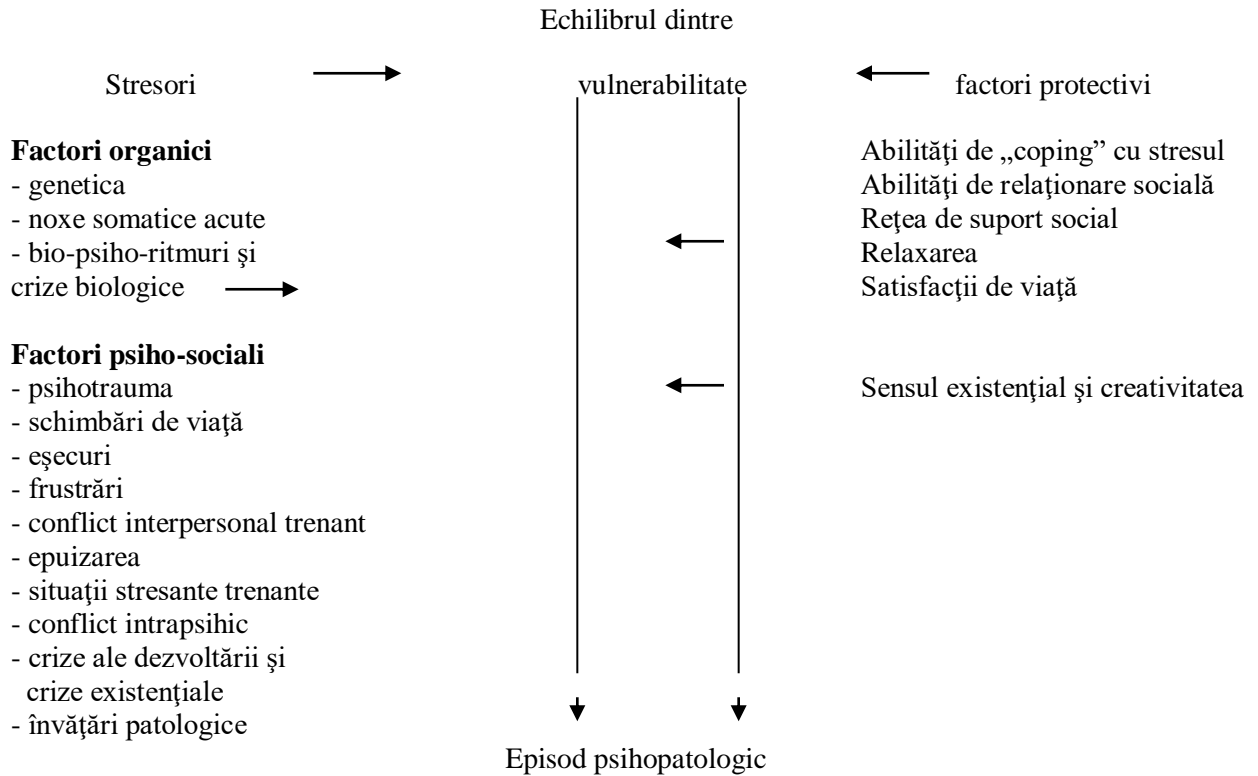 Echilibrul dintre
Stresori
vulnerabilitate
factori protectivi
Factori organici
- genetica
- noxe somatice acute
- bio-psiho-ritmuri şi
crize biologice
Factori psiho-sociali
- psihotrauma
- schimbări de viaţă
- eşecuri
- frustrări
- conflict interpersonal trenant
- epuizarea
- situaţii stresante trenante
- conflict intrapsihic
- crize ale dezvoltării şi
crize existenţiale
- învăţări patologice
Abilităţi de „coping” cu stresul
Abilităţi de relaţionare socială
Reţea de suport social
Relaxarea
Satisfacţii de viaţă
Sensul existenţial şi creativitatea
Episod psihopatologic